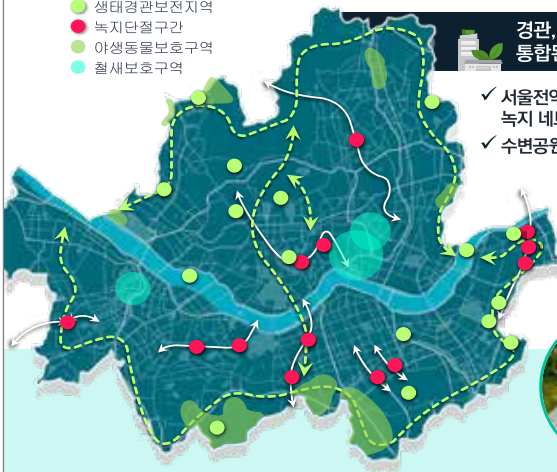 생태경관보전지역
녹지단절구간
야생동물보호구역
철새보호구역
경관,
✓ 서울전역
녹지 네트
✓ 수변공원